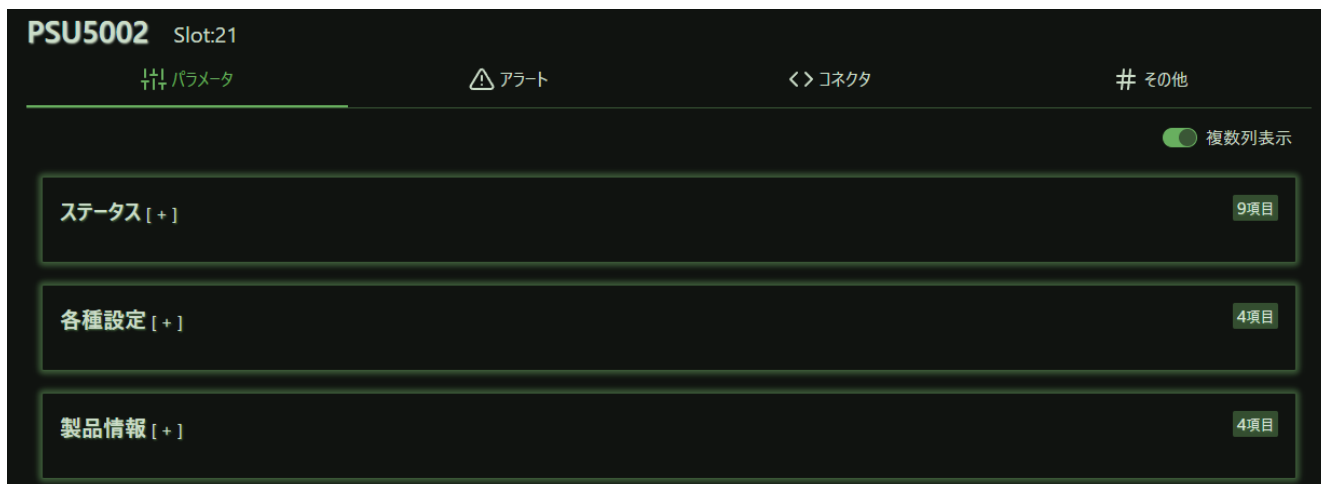 PSU5002 Slot:21
パラメータ アラート コネクタ その他
複数列表示
ステータス [ + ] 9項目
各種設定 [ + ] 4項目
製品情報 [ + ] 4項目